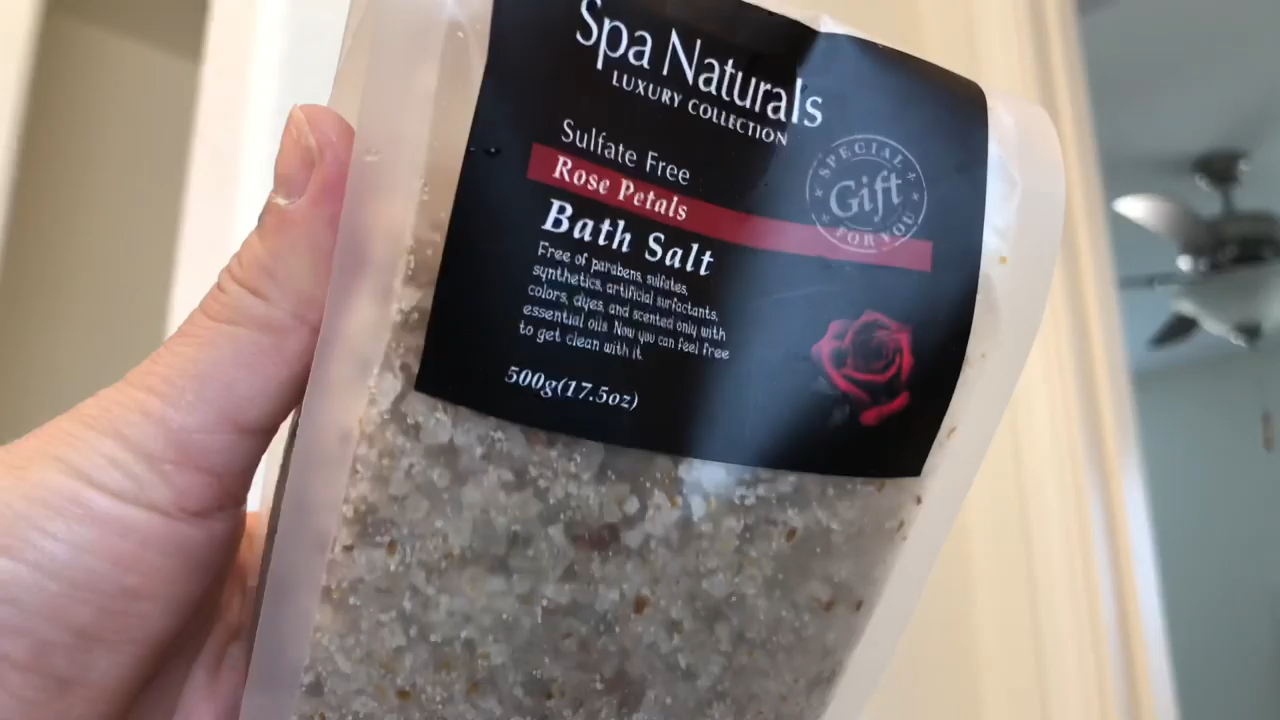 Spa Naturals
LUXURY COLLECTION
Sulfate Free
Rose Petals
Bath Salt
SPECIAL
Gift
FOR YOU
Free of parabens, sulfates,
synthetics, artificial surfactants,
colors, dyes, and scented only with
essential oils. Now you can feel free
to get clean with it.
500g(17.5oz)